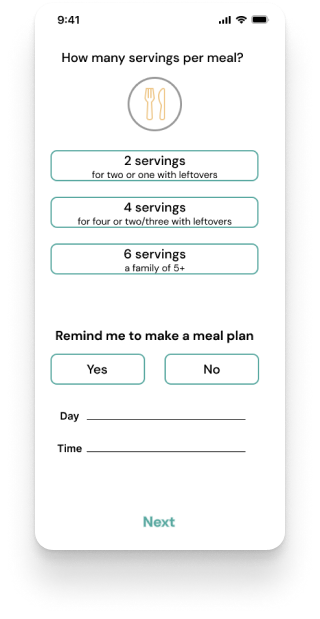 9:41
How many servings per meal?
2 servings
for two or one with leftovers
4 servings
for four or two/three with leftovers
6 servings
a family of 5+
Remind me to make a meal plan
Yes No
Day
Time
Next